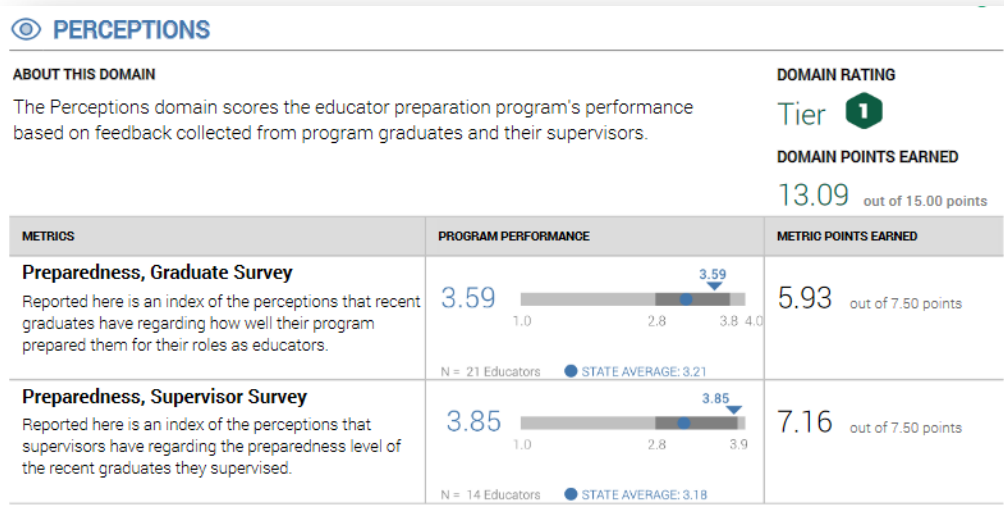 PERCEPTIONS
ABOUT THIS DOMAIN
The Perceptions domain scores the educator preparation program's performance
based on feedback collected from program graduates and their supervisors.
DOMAIN RATING
Tier 1
DOMAIN POINTS EARNED
13.09 out of 15.00 points
METRICS PROGRAM PERFORMANCE METRIC POINTS EARNED
Preparedness, Graduate Survey
Reported here is an index of the perceptions that recent
graduates have regarding how well their program
prepared them for their roles as educators.
3.59
3.59
1.0 2.8 3.8 4.0
N = 21 Educators STATE AVERAGE: 3.21
5.93 out of 7.50 points
Preparedness, Supervisor Survey
Reported here is an index of the perceptions that
supervisors have regarding the preparedness level of
the recent graduates they supervised.
3.85
3.85
1.0 2.8 3.9
N = 14 Educators STATE AVERAGE: 3.18
7.16 out of 7.50 points